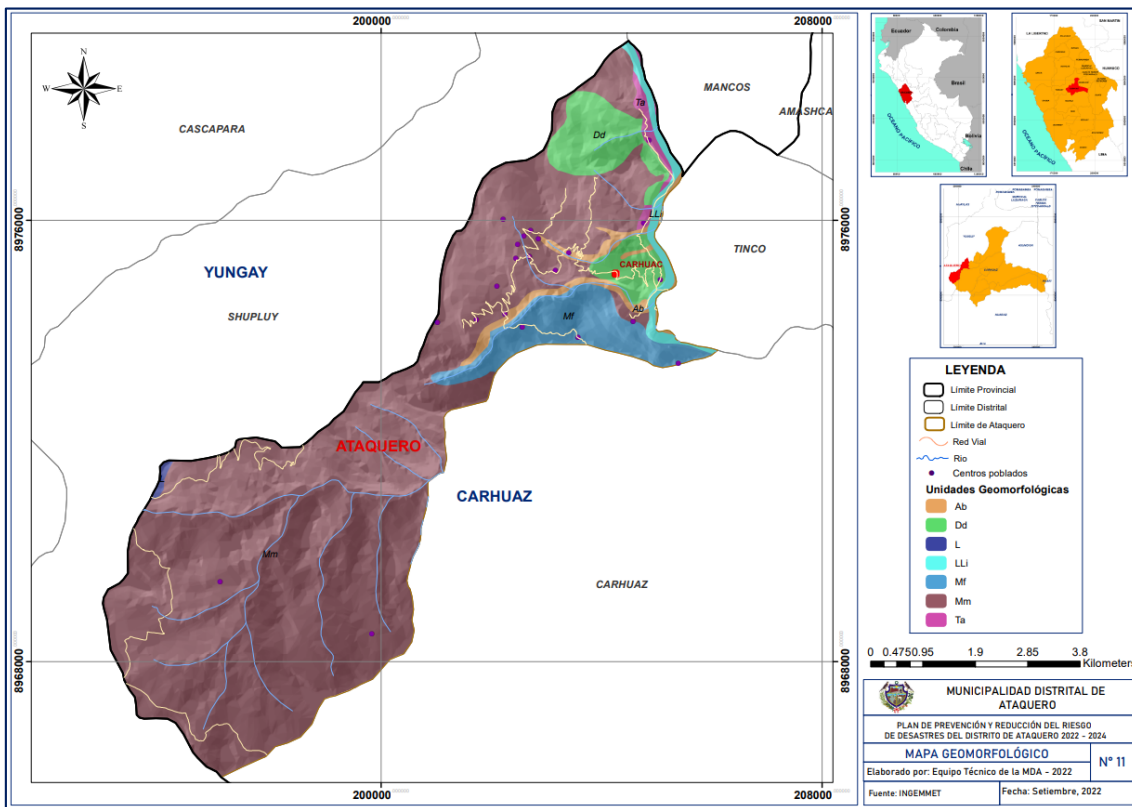 200000
208000
N
W
E
S
CASCAPARA
MANCOS
AMASHCA
Ta
Dd
8976000
8976000
LLi
TINCO
YUNGAY
CARHUAC
SHUPLUY
Mf
Ab
ATAQUERO
CARHUAZ
Mm
CARHUAZ
8968000
8968000
200000
208000
Ecuador
Colombia
Brasil
Bolivia
Chile
OCEANO PACIFICO
LA LIBERTAD
SAN MARTIN
HUANUCO
LIMA
OCEANO PACIFICO
LEYENDA
Límite Provincial
Límite Distrital
Límite de Ataquero
Red Vial
Rio
Centros poblados
Unidades Geomorfológicas
Ab
Dd
L
LLi
Mf
Mm
Ta
0 0.4750.95 1.9 2.85 3.8
Kilometers
MUNICIPALIDAD DISTRITAL DE
ATAQUERO
PLAN DE PREVENCIÓN Y REDUCCIÓN DEL RIESGO
DE DESASTRES DEL DISTRITO DE ATAQUERO 2022 - 2024
MAPA GEOMORFOLÓGICO
N° 11
Elaborado por: Equipo Técnico de la MDA - 2022
Fuente: INGEMMET
Fecha: Setiembre, 2022